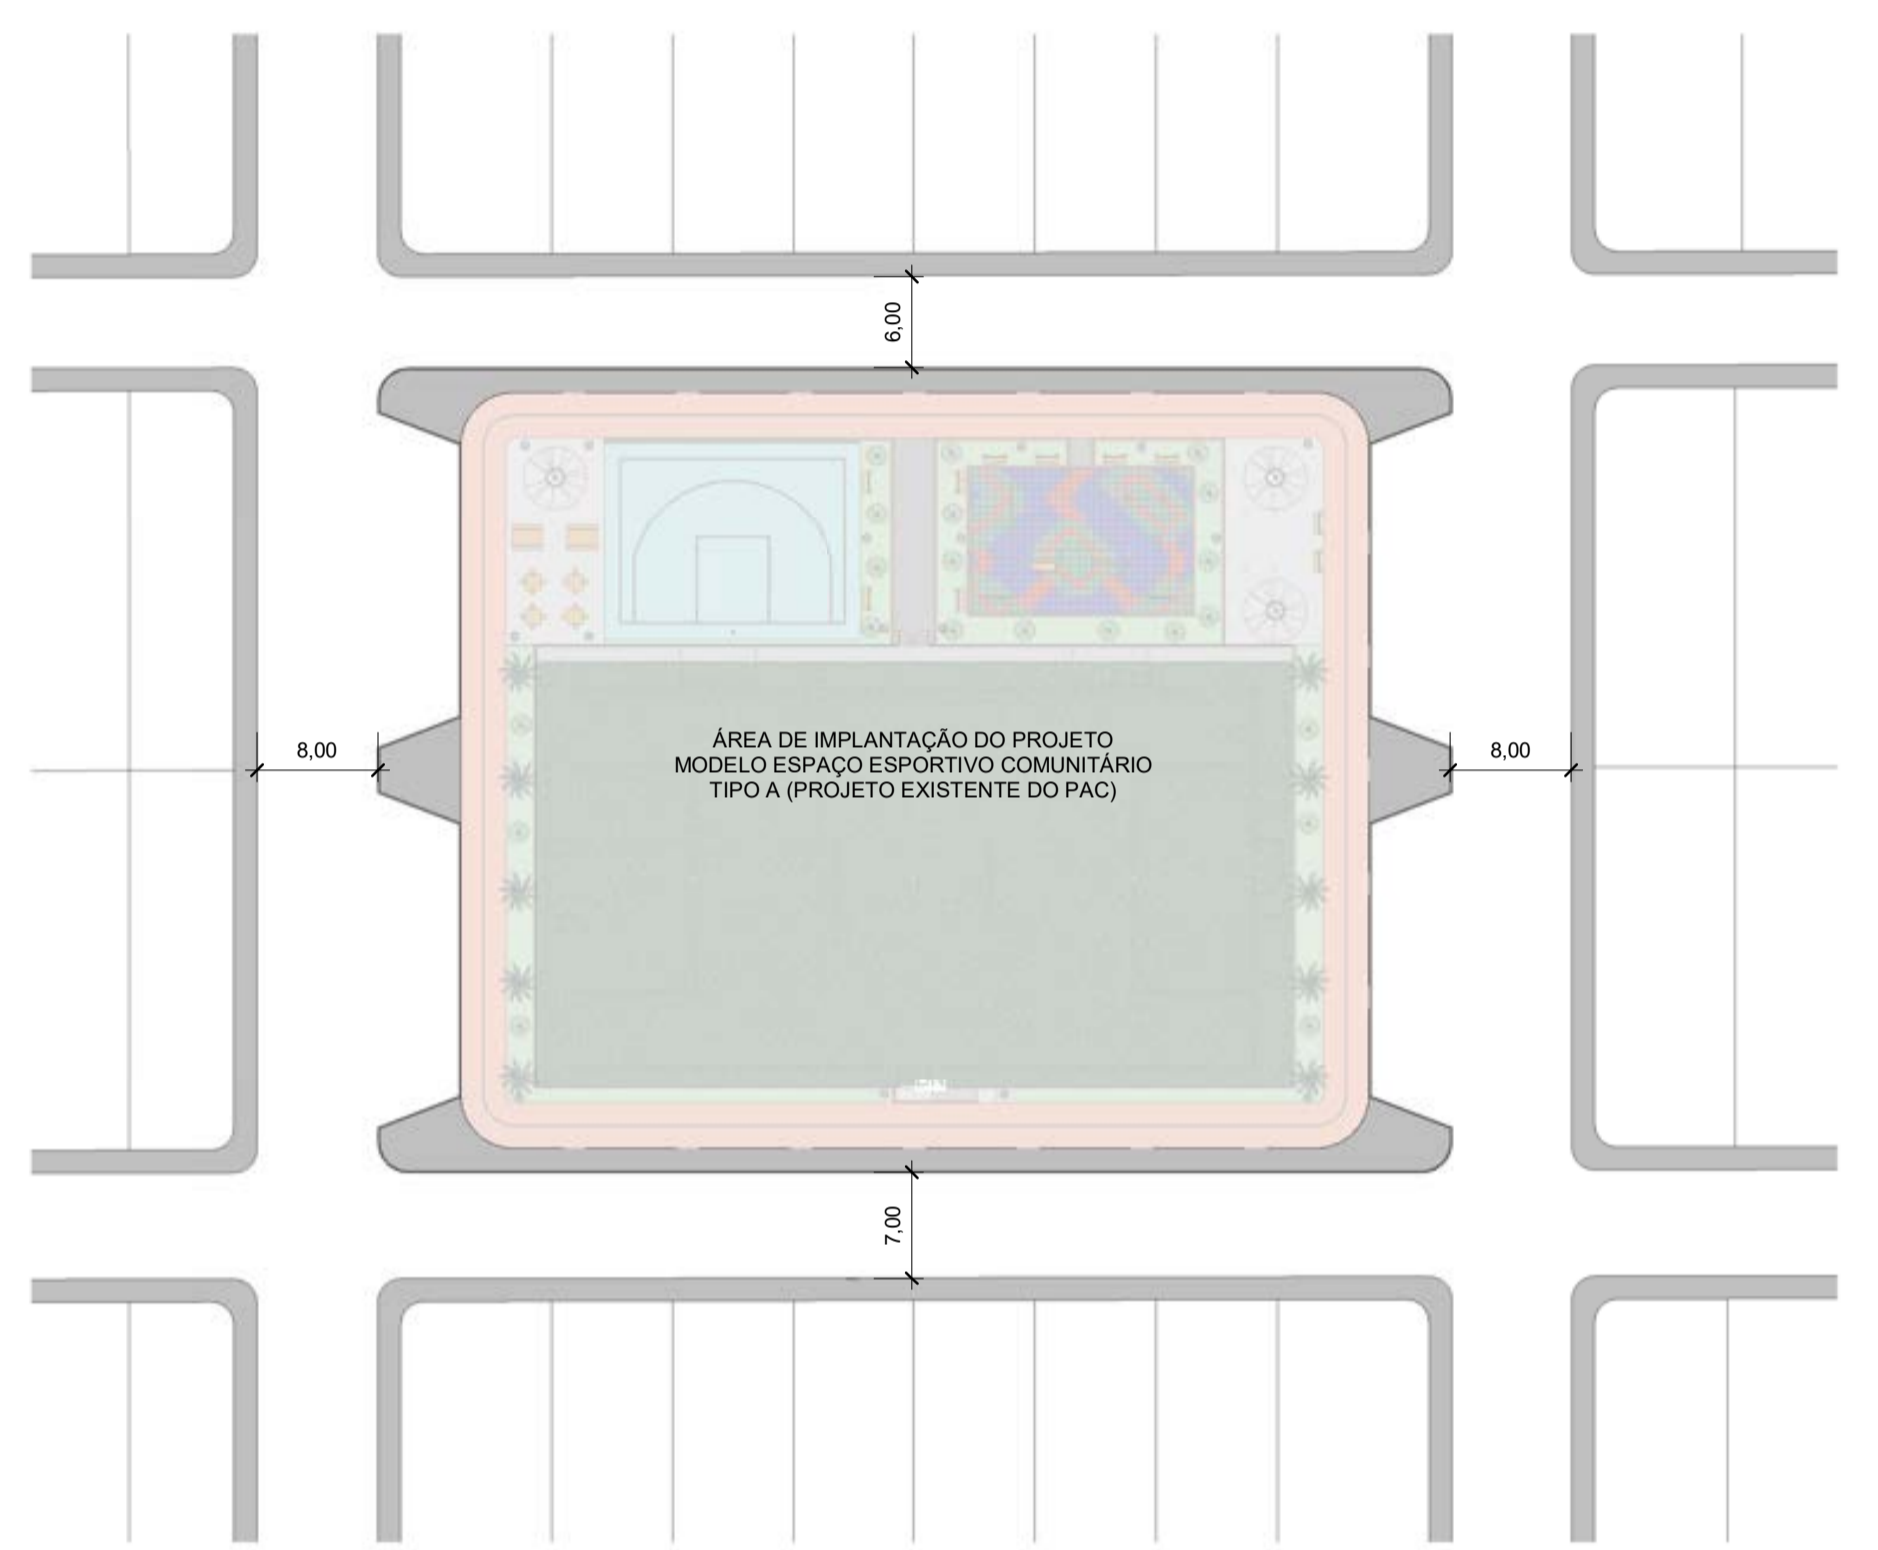 6,00
ÁREA DE IMPLANTAÇÃO DO PROJETO
MODELO ESPAÇO ESPORTIVO COMUNITÁRIO
TIPO A (PROJETO EXISTENTE DO PAC)
8,00
8,00
7,00